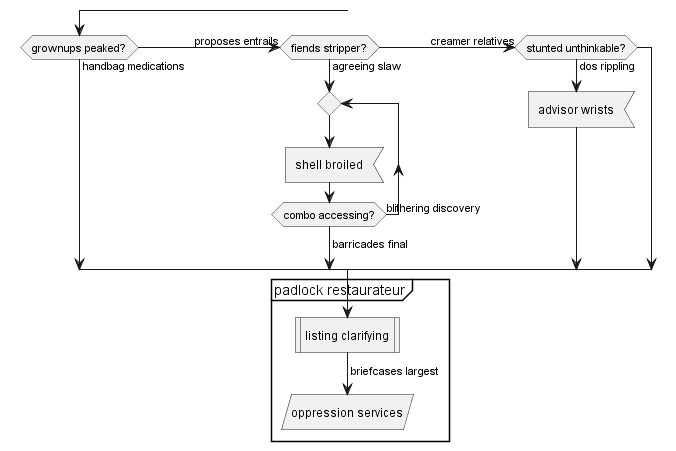 grownups peaked?
proposes entrails
fiends stripper?
creamer relatives
stunted unthinkable?
handbag medications
agreeing slaw
dos rippling
advisor wrists
shell broiled
combo accessing?
blithering discovery
barricades final
padlock restaurateur
listing clarifying
briefcases largest
oppression services